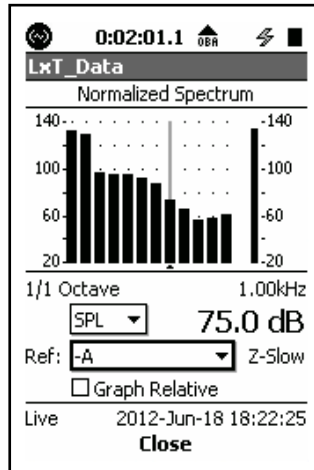 0:02:01.1 OBA
LxT_Data
Normalized Spectrum
140 -140
100 -100
60 -60
20 -20
1/1 Octave 1.00kHz
SPL 75.0 dB
Ref: -A Z-Slow
Graph Relative
Live 2012-Jun-18 18:22:25
Close